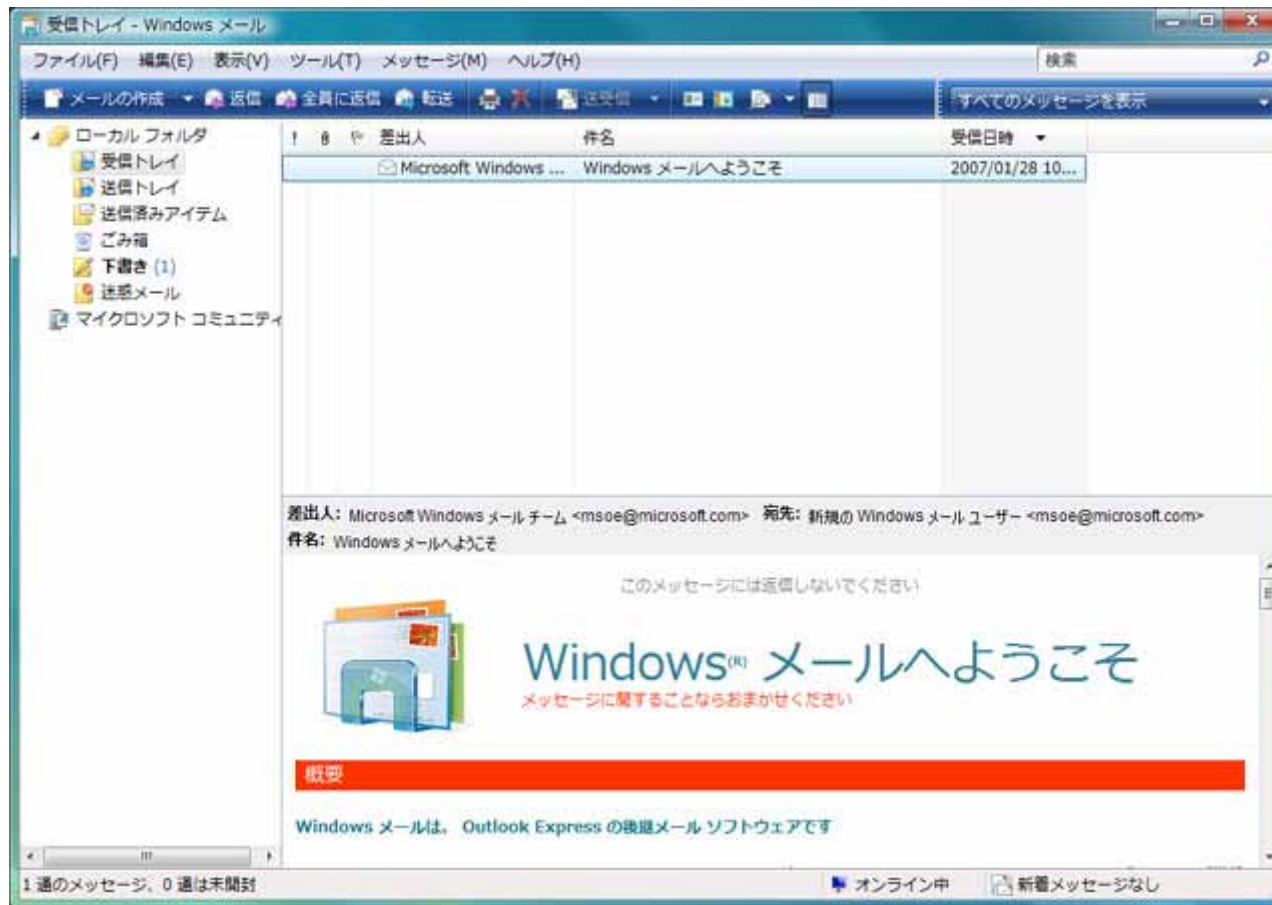 受信トレイ - Windows メール
ファイル(F) 編集(E) 表示(V) ツール(T) メッセージ(M) ヘルプ(H) 検索
メールの作成 返信 全員に返信 転送 送受信 すべてのメッセージを表示
ローカル フォルダ
受信トレイ
送信トレイ
送信済みアイテム
ごみ箱
下書き (1)
迷惑メール
マイクロソフト コミュニティ
! 差出人 件名 受信日時
Microsoft Windows ... Windows メールへようこそ 2007/01/28 10...
差出人: Microsoft Windows メール チーム <msoe@microsoft.com> 宛先: 新規の Windows メール ユーザー <msoe@microsoft.com>
件名: Windows メールへようこそ
このメッセージには返信しないでください
Windows(R) メールへようこそ
メッセージに関することならおまかせください
概要
Windows メールは、 Outlook Express の後継メール ソフトウェアです
1 通のメッセージ、0 通は未開封 オンライン中 新着メッセージなし